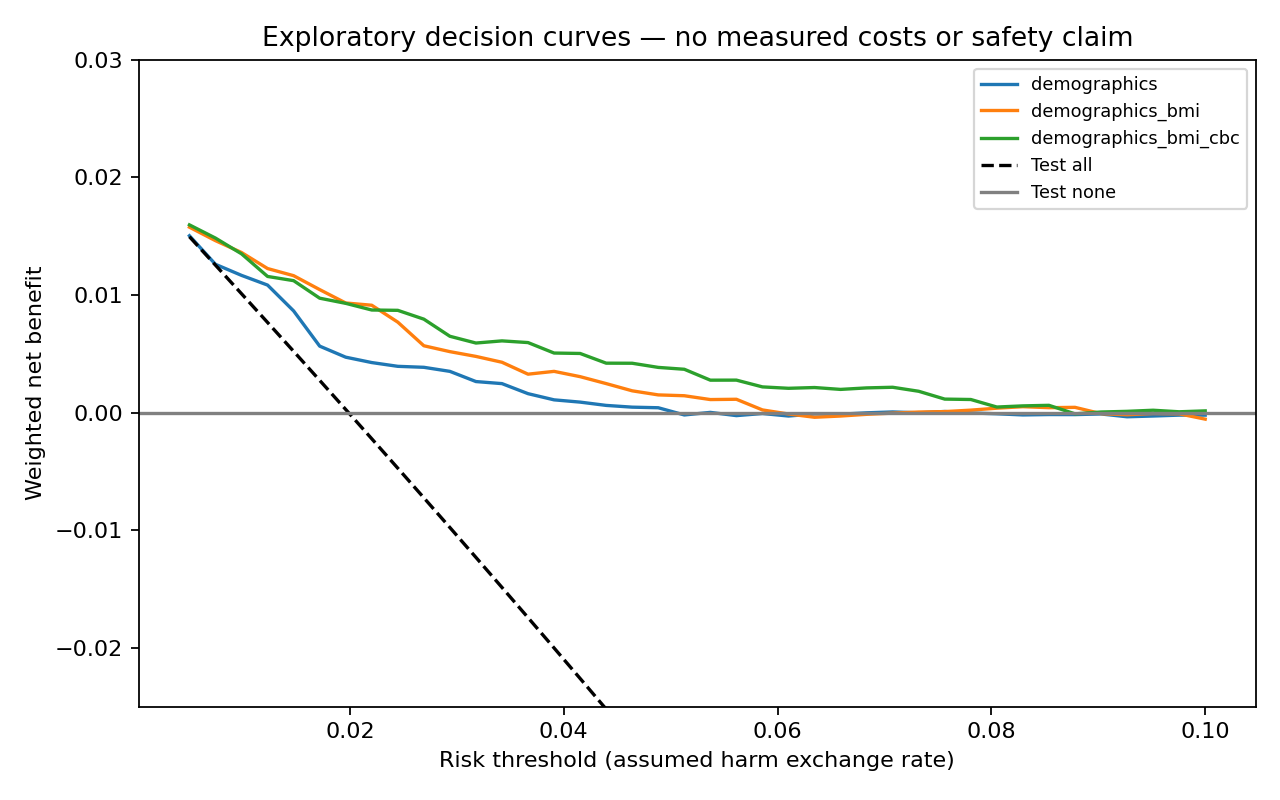 Exploratory decision curves — no measured costs or safety claim
demographics
demographics_bmi
demographics_bmi_cbc
Test all
Test none
Weighted net benefit
0.03
0.02
0.01
0.00
−0.01
−0.02
0.02
0.04
0.06
0.08
0.10
Risk threshold (assumed harm exchange rate)